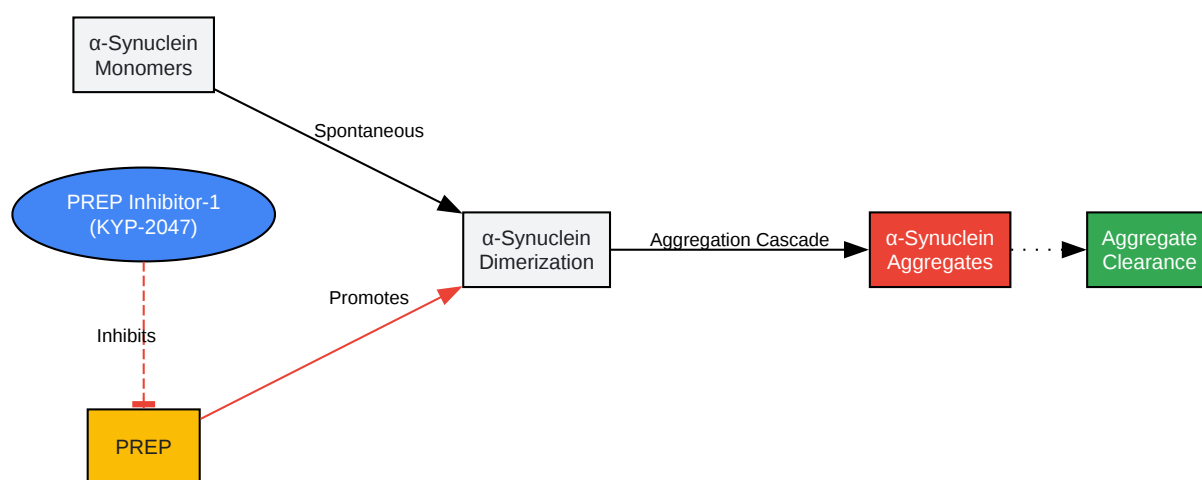 α-Synuclein
Monomers
Spontaneous
PREP Inhibitor-1
(KYP-2047)
α-Synuclein
Dimerization
Aggregation Cascade
α-Synuclein
Aggregates
Aggregate
Clearance
Promotes
Inhibits
PREP